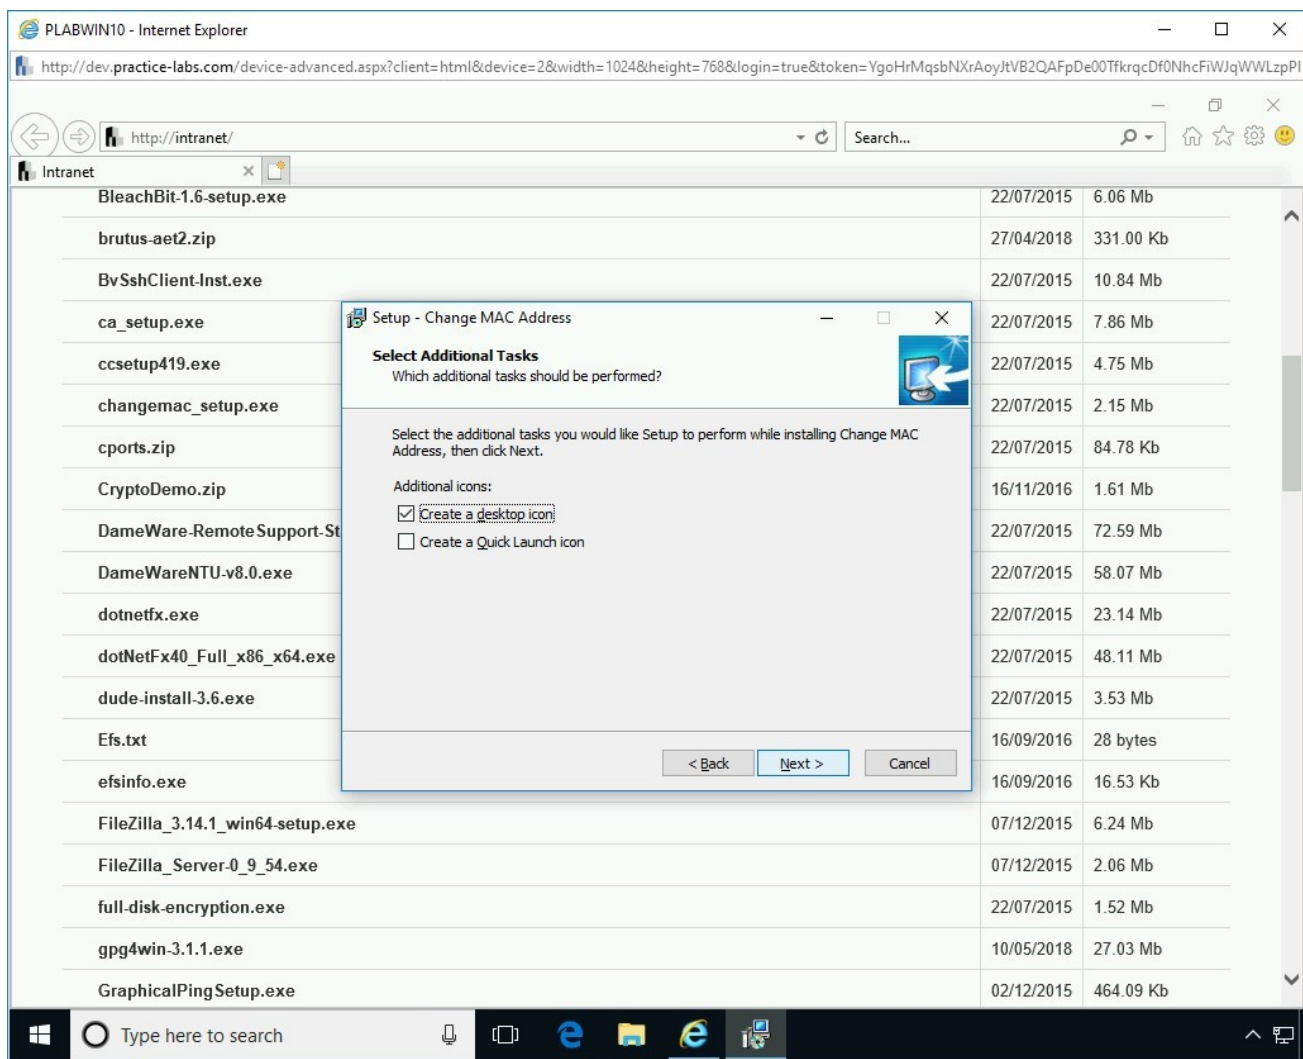 PLABWIN10 - Internet Explorer
http://dev.practice-labs.com/device-advanced.aspx?client=html&device=2&width=1024&height=768&login=true&token=
http://intranet/
Search...
Intranet
BleachBit-1.6-setup.exe 22/07/2015 6.06 Mb
brutus-aet2.zip 27/04/2018 331.00 Kb
BvSshClient-Inst.exe 22/07/2015 10.84 Mb
ca_setup.exe 22/07/2015 7.86 Mb
ccsetup419.exe 22/07/2015 4.75 Mb
changemac_setup.exe 22/07/2015 2.15 Mb
cports.zip 22/07/2015 84.78 Kb
CryptoDemo.zip 16/11/2016 1.61 Mb
DameWare-RemoteSupport-St 22/07/2015 72.59 Mb
DameWareNTU-v8.0.exe 22/07/2015 58.07 Mb
dotnetfx.exe 22/07/2015 23.14 Mb
dotNetFx40_Full_x86_x64.exe 22/07/2015 48.11 Mb
dude-install-3.6.exe 22/07/2015 3.53 Mb
Efs.txt 16/09/2016 28 bytes
efsinfo.exe 16/09/2016 16.53 Kb
FileZilla_3.14.1_win64-setup.exe 07/12/2015 6.24 Mb
FileZilla_Server-0_9_54.exe 07/12/2015 2.06 Mb
full-disk-encryption.exe 22/07/2015 1.52 Mb
gpg4win-3.1.1.exe 10/05/2018 27.03 Mb
GraphicalPingSetup.exe 02/12/2015 464.09 Kb
Setup - Change MAC Address
Select Additional Tasks
Which additional tasks should be performed?
Select the additional tasks you would like Setup to perform while installing Change MAC
Address, then click Next.
Additional icons:
Create a desktop icon
Create a Quick Launch icon
< Back Next > Cancel
Type here to search